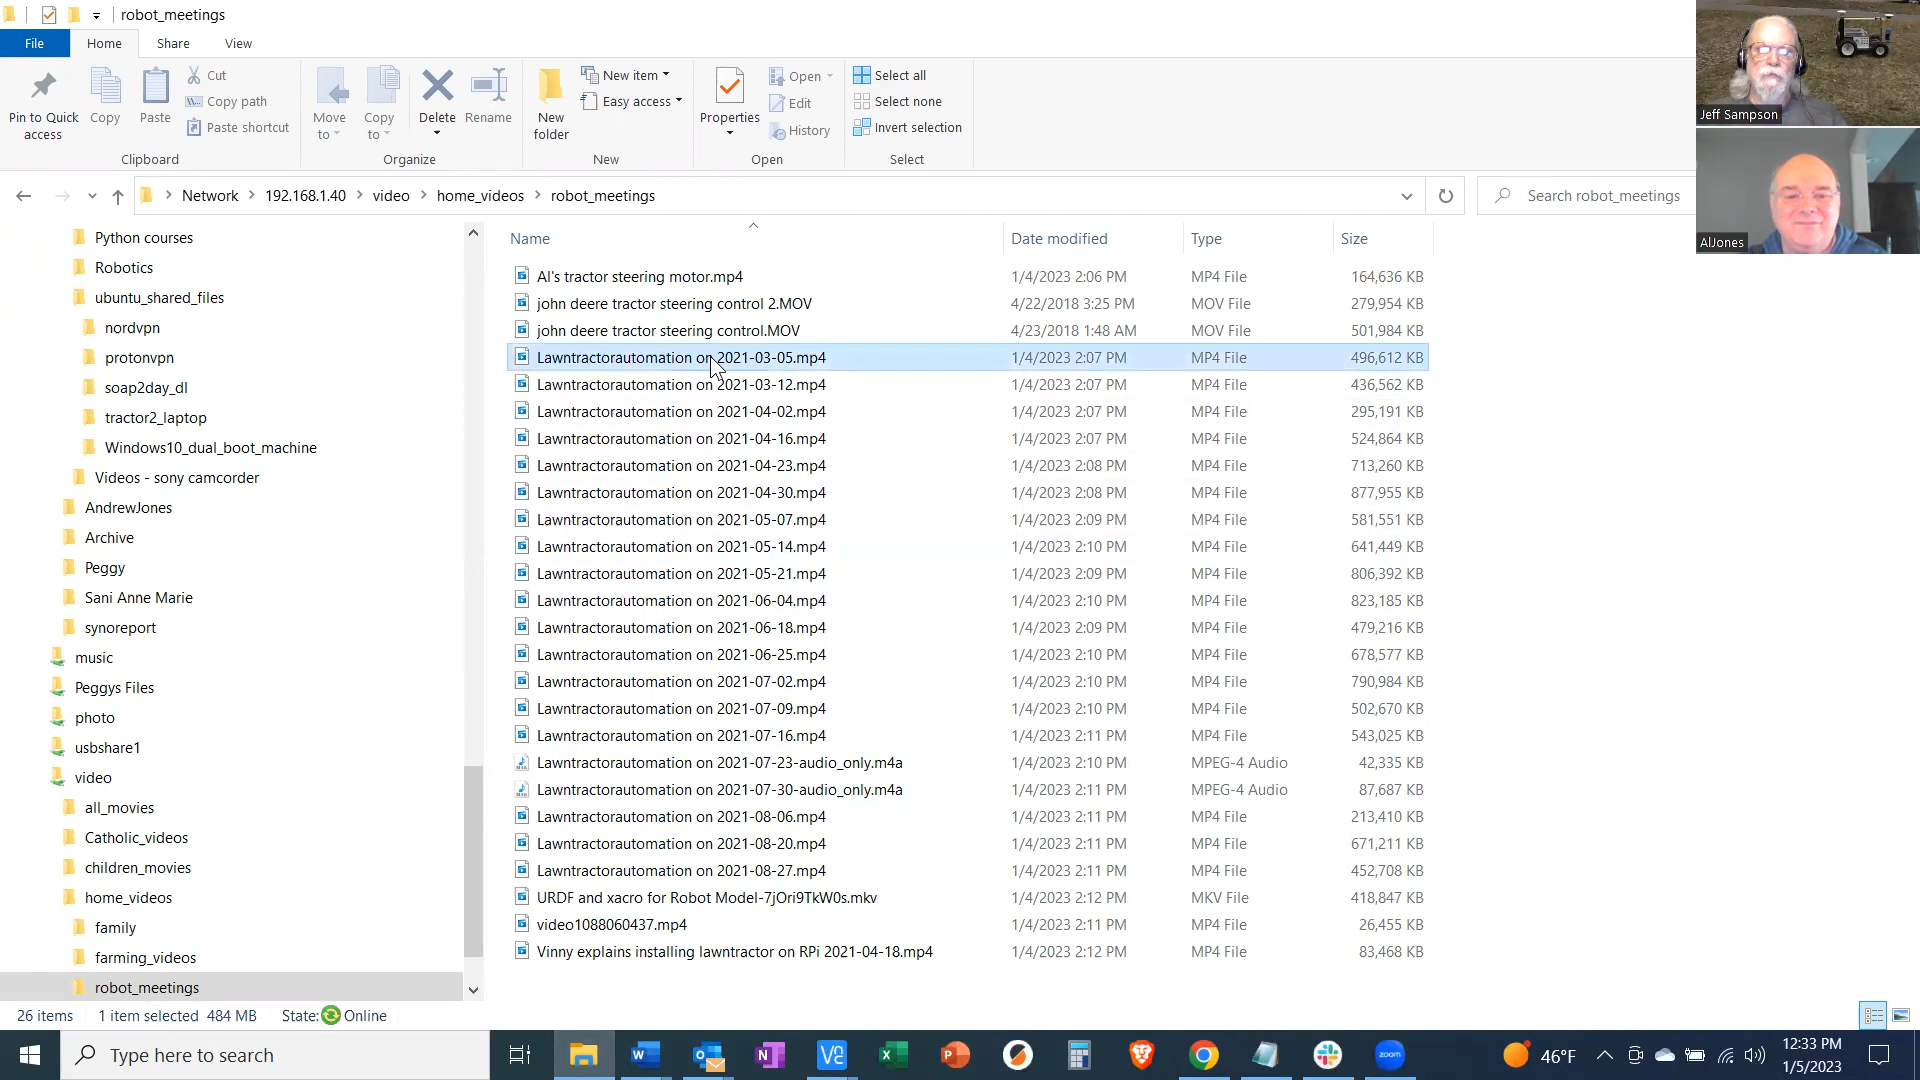 robot_meetings
File
Home
Share
View
Pin to Quick access
Copy
Paste
Cut
Copy path
Paste shortcut
Clipboard
Move to
Copy to
Delete
Rename
Organize
New folder
New item
Easy access
New
Properties
Open
Edit
History
Open
Select all
Select none
Invert selection
Select
Jeff Sampson
AlJones
Network
192.168.1.40
video
home_videos
robot_meetings
Search robot_meetings
Python courses
Robotics
ubuntu_shared_files
nordvpn
protonvpn
soap2day_dl
tractor2_laptop
Windows10_dual_boot_machine
Videos - sony camcorder
AndrewJones
Archive
Peggy
Sani Anne Marie
synoreport
music
Peggys Files
photo
usbshare1
video
all_movies
Catholic_videos
children_movies
home_videos
family
farming_videos
robot_meetings
Name Date modified Type Size
Al's tractor steering motor.mp4 1/4/2023 2:06 PM MP4 File 164,636 KB
john deere tractor steering control 2.MOV 4/22/2018 3:25 PM MOV File 279,954 KB
john deere tractor steering control.MOV 4/23/2018 1:48 AM MOV File 501,984 KB
Lawntractorautomation on 2021-03-05.mp4 1/4/2023 2:07 PM MP4 File 496,612 KB
Lawntractorautomation on 2021-03-12.mp4 1/4/2023 2:07 PM MP4 File 436,562 KB
Lawntractorautomation on 2021-04-02.mp4 1/4/2023 2:07 PM MP4 File 295,191 KB
Lawntractorautomation on 2021-04-16.mp4 1/4/2023 2:07 PM MP4 File 524,864 KB
Lawntractorautomation on 2021-04-23.mp4 1/4/2023 2:08 PM MP4 File 713,260 KB
Lawntractorautomation on 2021-04-30.mp4 1/4/2023 2:08 PM MP4 File 877,955 KB
Lawntractorautomation on 2021-05-07.mp4 1/4/2023 2:09 PM MP4 File 581,551 KB
Lawntractorautomation on 2021-05-14.mp4 1/4/2023 2:10 PM MP4 File 641,449 KB
Lawntractorautomation on 2021-05-21.mp4 1/4/2023 2:09 PM MP4 File 806,392 KB
Lawntractorautomation on 2021-06-04.mp4 1/4/2023 2:10 PM MP4 File 823,185 KB
Lawntractorautomation on 2021-06-18.mp4 1/4/2023 2:09 PM MP4 File 479,216 KB
Lawntractorautomation on 2021-06-25.mp4 1/4/2023 2:10 PM MP4 File 678,577 KB
Lawntractorautomation on 2021-07-02.mp4 1/4/2023 2:10 PM MP4 File 790,984 KB
Lawntractorautomation on 2021-07-09.mp4 1/4/2023 2:10 PM MP4 File 502,670 KB
Lawntractorautomation on 2021-07-16.mp4 1/4/2023 2:11 PM MP4 File 543,025 KB
Lawntractorautomation on 2021-07-23-audio_only.m4a 1/4/2023 2:10 PM MPEG-4 Audio 42,335 KB
Lawntractorautomation on 2021-07-30-audio_only.m4a 1/4/2023 2:11 PM MPEG-4 Audio 87,687 KB
Lawntractorautomation on 2021-08-06.mp4 1/4/2023 2:11 PM MP4 File 213,410 KB
Lawntractorautomation on 2021-08-20.mp4 1/4/2023 2:11 PM MP4 File 671,211 KB
Lawntractorautomation on 2021-08-27.mp4 1/4/2023 2:11 PM MP4 File 452,708 KB
URDF and xacro for Robot Model-7jOri9TkW0s.mkv 1/4/2023 2:12 PM MKV File 418,847 KB
video1088060437.mp4 1/4/2023 2:11 PM MP4 File 26,455 KB
Vinny explains installing lawntractor on RPi 2021-04-18.mp4 1/4/2023 2:12 PM MP4 File 83,468 KB
26 items 1 item selected 484 MB State: Online
Type here to search
zoom
46°F
12:33 PM
1/5/2023